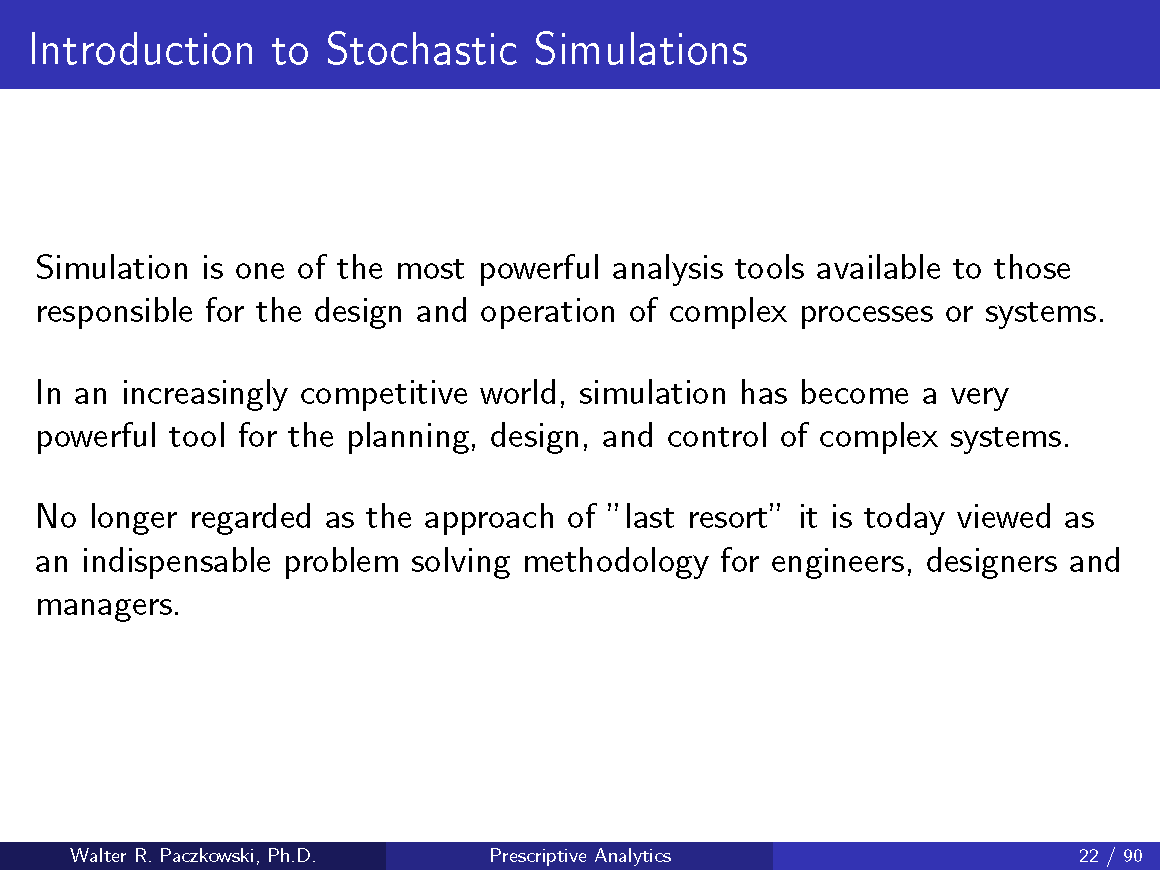 Introduction to Stochastic Simulations
Simulation is one of the most powerful analysis tools available to those
responsible for the design and operation of complex processes or systems.
In an increasingly competitive world, simulation has become a very
powerful tool for the planning, design, and control of complex systems.
No longer regarded as the approach of ”last resort” it is today viewed as
an indispensable problem solving methodology for engineers, designers and
managers.
Walter R. Paczkowski, Ph.D.
Prescriptive Analytics
22 / 90